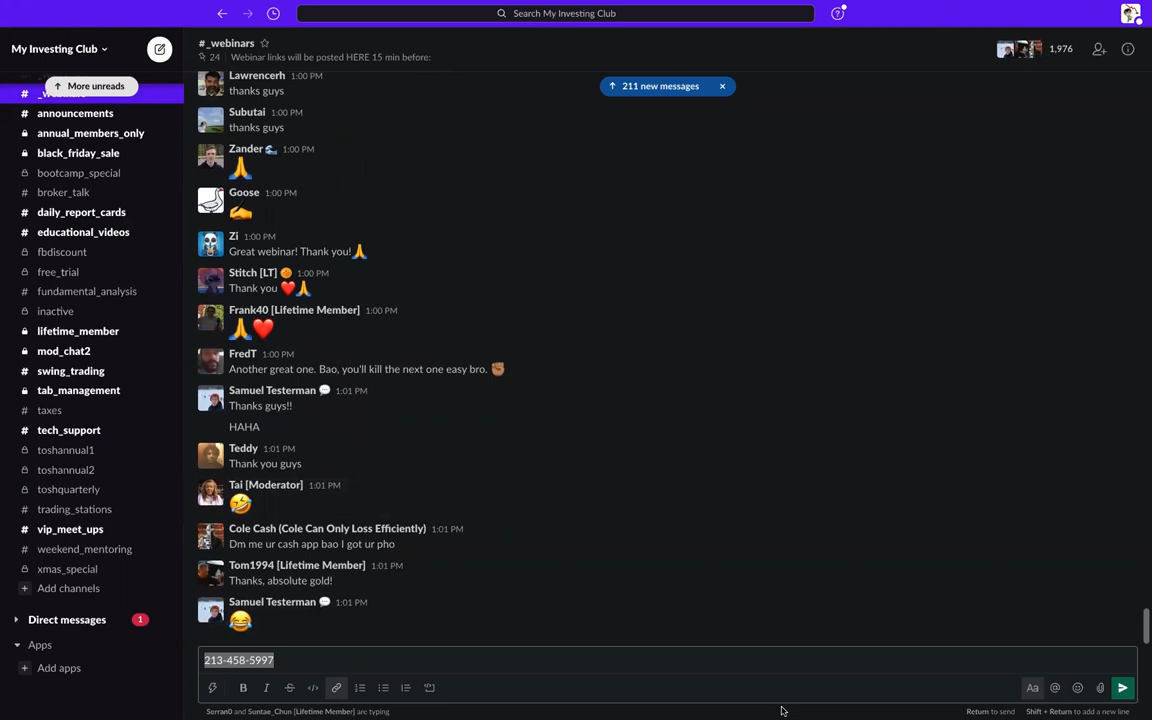 Search My Investing Club
My Investing Club
More unreads
# announcements
annual_members_only
black_friday_sale
bootcamp_special
# broker_talk
# daily_report_cards
# educational_videos
fbdiscount
free_trial
# fundamental_analysis
inactive
lifetime_member
mod_chat2
# swing_trading
tab_management
# taxes
# tech_support
toshannual1
toshannual2
toshquarterly
# trading_stations
# vip_meet_ups
# weekend_mentoring
xmas_special
+ Add channels
Direct messages 1
Apps
+ Add apps
#_webinars
24 Webinar links will be posted HERE 15 min before:
1,976
211 new messages
Lawrencerh 1:00 PM
thanks guys
Subutai 1:00 PM
thanks guys
Zander 🌊 1:00 PM
🙏
Goose 1:00 PM
✍️
Zi 1:00 PM
Great webinar! Thank you!🙏
Stitch [LT] 🏀 1:00 PM
Thank you ❤️🙏
Frank40 [Lifetime Member] 1:00 PM
🙏❤️
FredT 1:00 PM
Another great one. Bao, you'll kill the next one easy bro. ✊🏾
Samuel Testerman 💬 1:01 PM
Thanks guys!!
HAHA
Teddy 1:01 PM
Thank you guys
Tai [Moderator] 1:01 PM
🤣
Cole Cash (Cole Can Only Loss Efficiently) 1:01 PM
Dm me ur cash app bao I got ur pho
Tom1994 [Lifetime Member] 1:01 PM
Thanks, absolute gold!
Samuel Testerman 💬 1:01 PM
😂
213-458-5997
B I S </> Aa @
Serran0 and Suntae_Chun [Lifetime Member] are typing
Return to send Shift + Return to add a new line